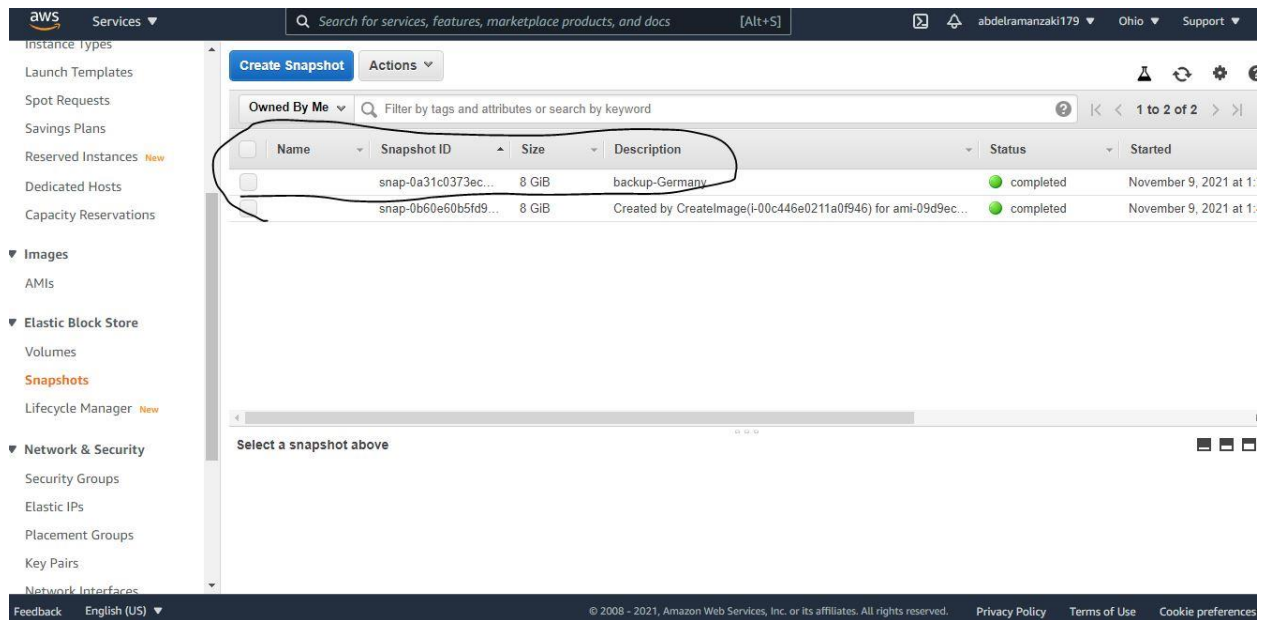 aws Services ▼ Search for services, features, marketplace products, and docs [Alt+S] abdelramanzaki179 ▼ Ohio ▼ Support ▼
Instance Types
Launch Templates
Spot Requests
Savings Plans
Reserved Instances New
Dedicated Hosts
Capacity Reservations
Images
AMIs
Elastic Block Store
Volumes
Snapshots
Lifecycle Manager New
Network & Security
Security Groups
Elastic IPs
Placement Groups
Key Pairs
Network Interfaces
Create Snapshot Actions
Owned By Me Filter by tags and attributes or search by keyword 1 to 2 of 2
Name Snapshot ID Size Description Status Started
snap-0a31c0373ec... 8 GiB backup-Germany completed November 9, 2021 at 1:
snap-0b60e60b5fd9... 8 GiB Created by CreateImage(i-00c446e0211a0f946) for ami-09d9ec... completed November 9, 2021 at 1:
Select a snapshot above
Feedback English (US) ▼ © 2008 - 2021, Amazon Web Services, Inc. or its affiliates. All rights reserved. Privacy Policy Terms of Use Cookie preferences